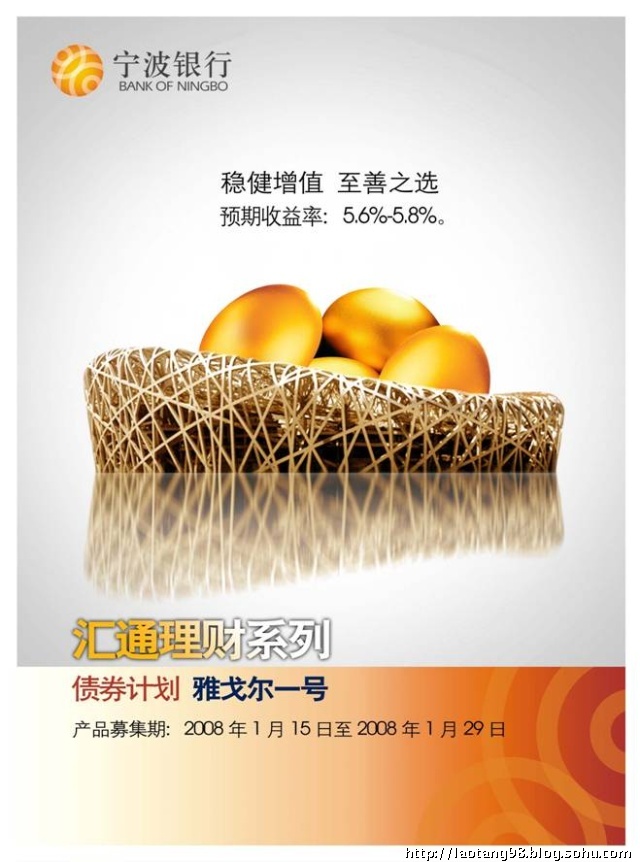 宁波银行
BANK OF NINGBO
稳健增值 至善之选
预期收益率: 5.6%-5.8%。
汇通理财系列
债券计划 雅戈尔一号
产品募集期: 2008 年 1 月 15 日至 2008 年 1 月 29 日
http://laotang98.blog.sohu.com